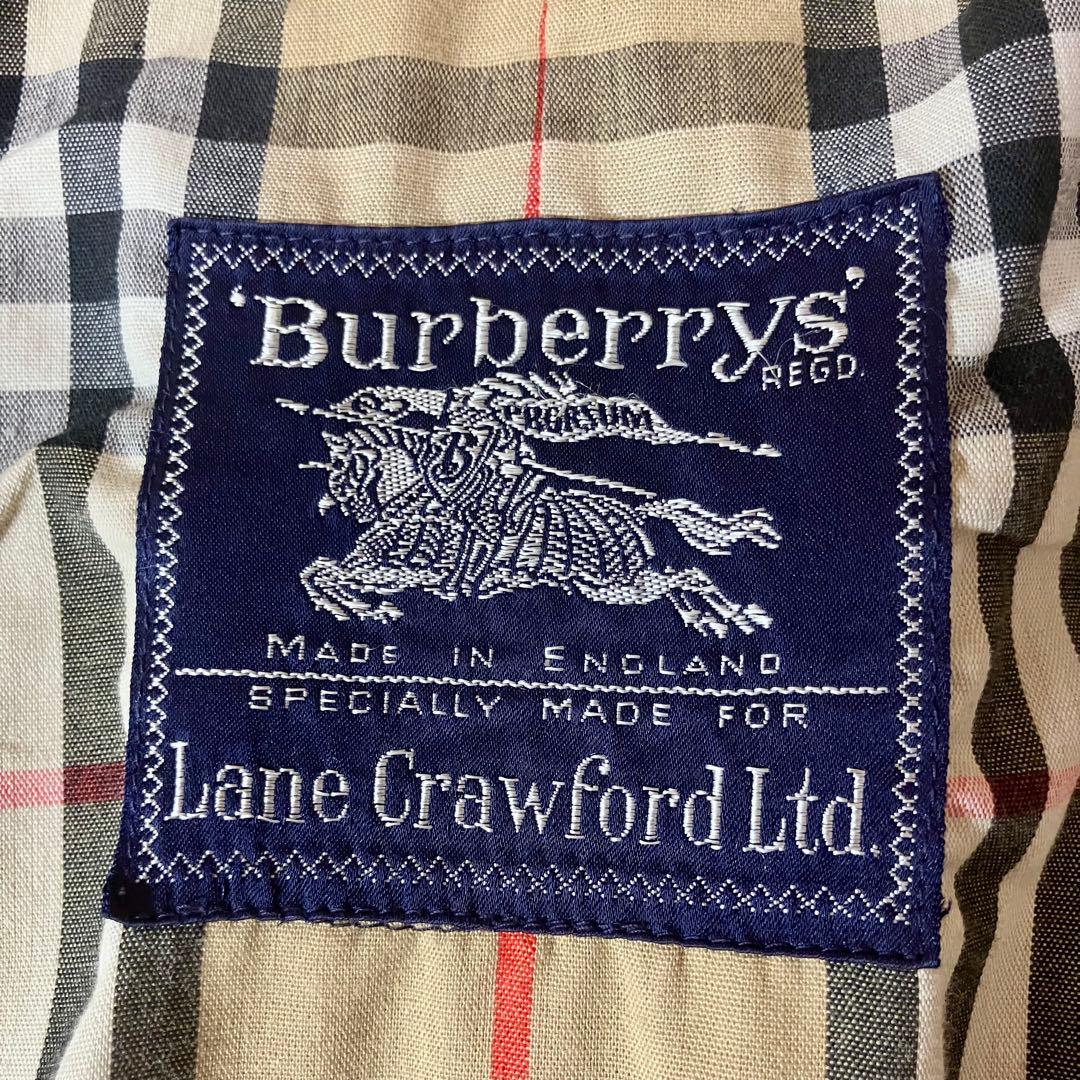 'Burberrys'
REGD.
PRORSUM
MADE IN ENGLAND
SPECIALLY MADE FOR
Lane Crawford Ltd.